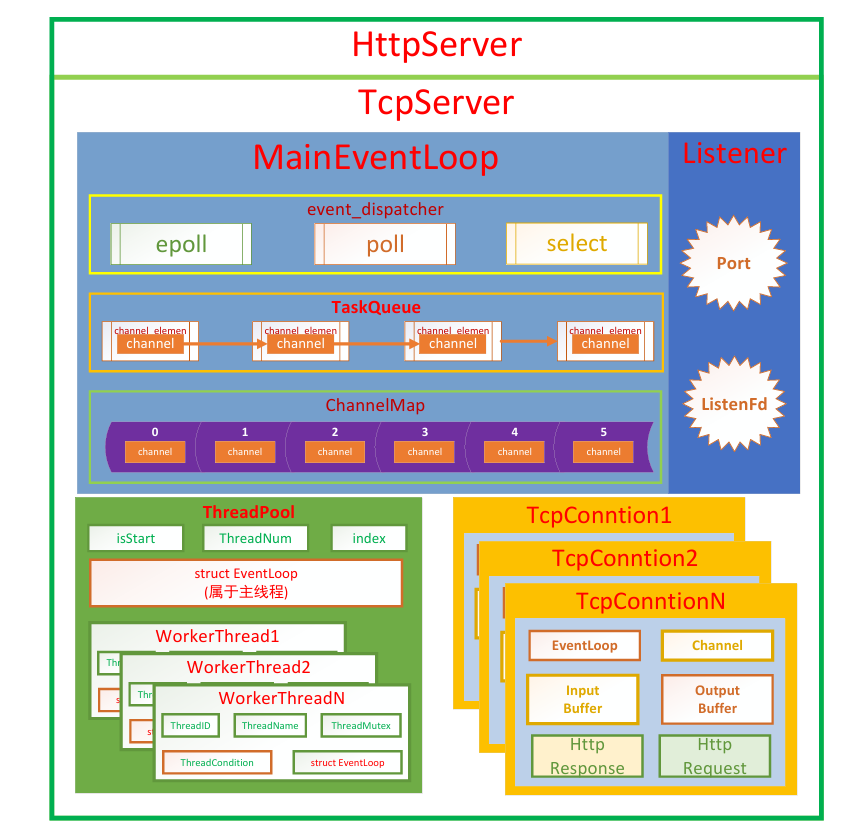 HttpServer
TcpServer
MainEventLoop
Listener
event_dispatcher
epoll
poll
select
Port
TaskQueue
channel_elemen
channel
channel_elemen
channel
channel_elemen
channel
channel_elemen
channel
ListenFd
ChannelMap
0
1
2
3
4
5
channel
channel
channel
channel
channel
channel
ThreadPool
isStart
ThreadNum
index
struct EventLoop
(属于主线程)
WorkerThread1
WorkerThread2
WorkerThreadN
ThreadID
ThreadName
ThreadMutex
ThreadCondition
struct EventLoop
TcpConntion1
TcpConntion2
TcpConntionN
EventLoop
Channel
Input
Buffer
Output
Buffer
Http
Response
Http
Request